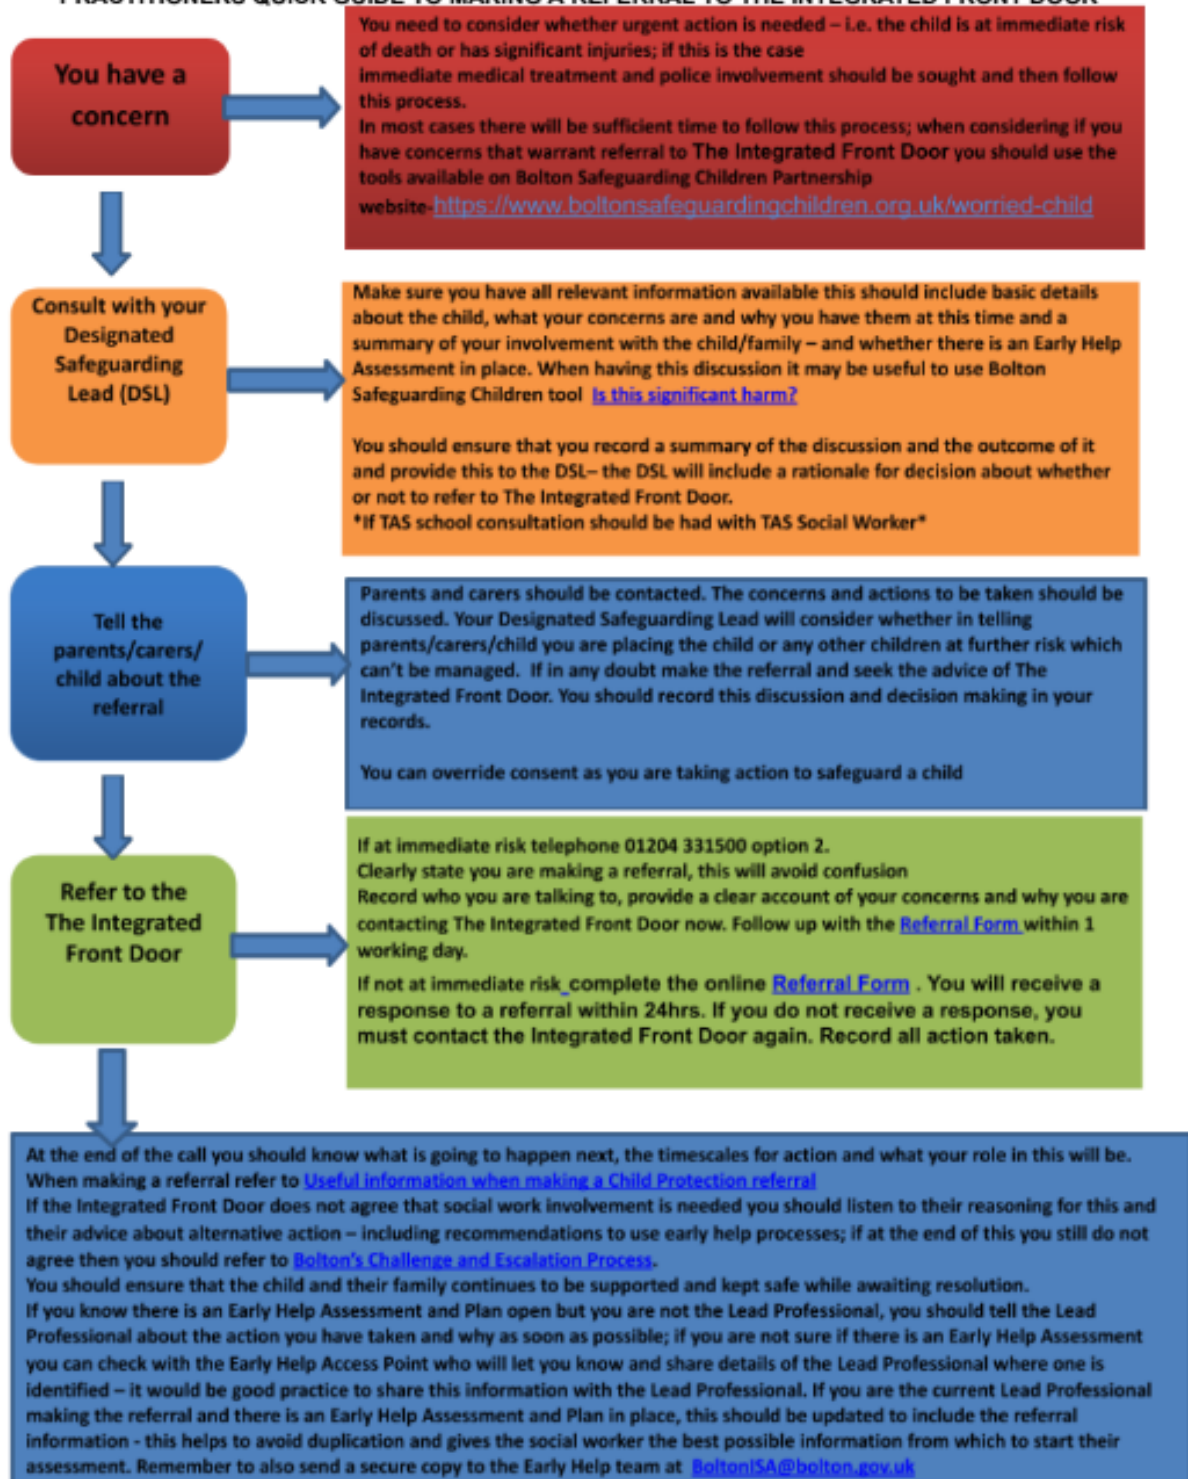 PRACTITIONERS QUICK GUIDE TO MAKING A REFERRAL TO THE INTEGRATED FRONT DOOR
You have a
concern
You need to consider whether urgent action is needed – i.e. the child is at immediate risk
of death or has significant injuries; if this is the case
immediate medical treatment and police involvement should be sought and then follow
this process.
In most cases there will be sufficient time to follow this process; when considering if you
have concerns that warrant referral to The Integrated Front Door you should use the
tools available on Bolton Safeguarding Children Partnership
website-https://www.boltonsafeguardingchildren.org.uk/worried-child
Consult with your
Designated
Safeguarding
Lead (DSL)
Make sure you have all relevant information available this should include basic details
about the child, what your concerns are and why you have them at this time and a
summary of your involvement with the child/family – and whether there is an Early Help
Assessment in place. When having this discussion it may be useful to use Bolton
Safeguarding Children tool Is this significant harm?
You should ensure that you record a summary of the discussion and the outcome of it
and provide this to the DSL– the DSL will include a rationale for decision about whether
or not to refer to The Integrated Front Door.
*If TAS school consultation should be had with TAS Social Worker*
Tell the
parents/carers/
child about the
referral
Parents and carers should be contacted. The concerns and actions to be taken should be
discussed. Your Designated Safeguarding Lead will consider whether in telling
parents/carers/child you are placing the child or any other children at further risk which
can't be managed. If in any doubt make the referral and seek the advice of The
Integrated Front Door. You should record this discussion and decision making in your
records.
You can override consent as you are taking action to safeguard a child
Refer to the
The Integrated
Front Door
If at immediate risk telephone 01204 331500 option 2.
Clearly state you are making a referral, this will avoid confusion
Record who you are talking to, provide a clear account of your concerns and why you are
contacting The Integrated Front Door now. Follow up with the Referral Form within 1
working day.
If not at immediate risk complete the online Referral Form . You will receive a
response to a referral within 24hrs. If you do not receive a response, you
must contact the Integrated Front Door again. Record all action taken.
At the end of the call you should know what is going to happen next, the timescales for action and what your role in this will be.
When making a referral refer to Useful information when making a Child Protection referral
If the Integrated Front Door does not agree that social work involvement is needed you should listen to their reasoning for this and
their advice about alternative action – including recommendations to use early help processes; if at the end of this you still do not
agree then you should refer to Bolton's Challenge and Escalation Process.
You should ensure that the child and their family continues to be supported and kept safe while awaiting resolution.
If you know there is an Early Help Assessment and Plan open but you are not the Lead Professional, you should tell the Lead
Professional about the action you have taken and why as soon as possible; if you are not sure if there is an Early Help Assessment
you can check with the Early Help Access Point who will let you know and share details of the Lead Professional where one is
identified – it would be good practice to share this information with the Lead Professional. If you are the current Lead Professional
making the referral and there is an Early Help Assessment and Plan in place, this should be updated to include the referral
information - this helps to avoid duplication and gives the social worker the best possible information from which to start their
assessment. Remember to also send a secure copy to the Early Help team at BoltonISA@bolton.gov.uk